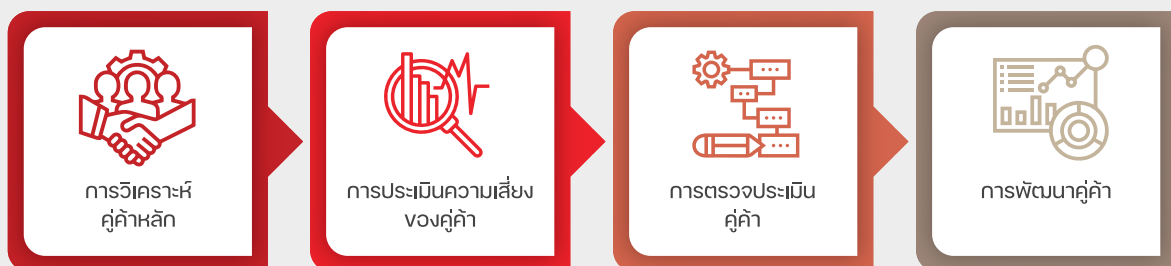 การวิเคราะห์
คู่ค้าหลัก
การประเมินความเสี่ยง
ของคู่ค้า
การตรวจประเมิน
คู่ค้า
การพัฒนาคู่ค้า